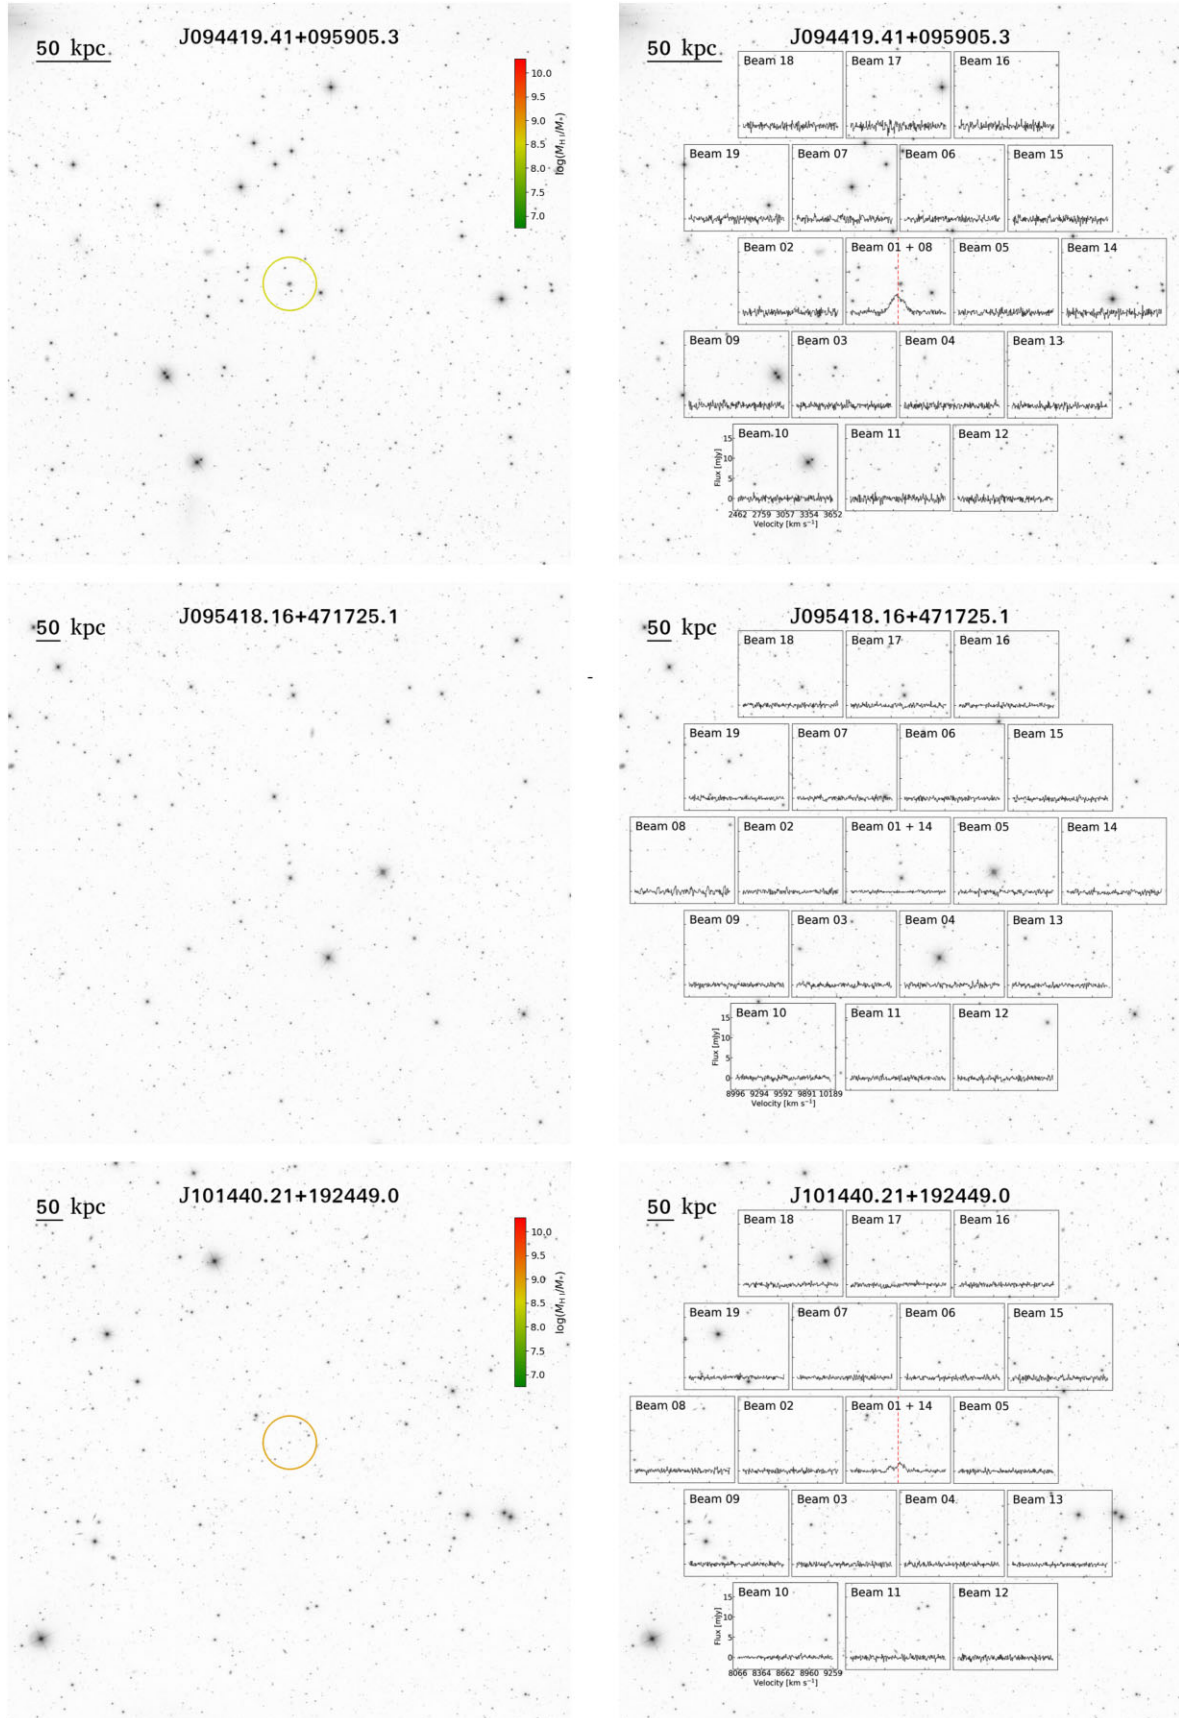 J094419.41+095905.3
50 kpc
10.0
9.5
9.0
8.5
8.0
7.5
7.0
log(M_H I/M_*)
J094419.41+095905.3
50 kpc
Beam 18 Beam 17 Beam 16
Beam 19 Beam 07 Beam 06 Beam 15
Beam 02 Beam 01 + 08 Beam 05 Beam 14
Beam 09 Beam 03 Beam 04 Beam 13
Beam 10 Beam 11 Beam 12
15
10
5
0
Flux [mJy]
2462 2759 3057 3354 3652
Velocity [km s⁻¹]
J095418.16+471725.1
50 kpc
-
J095418.16+471725.1
50 kpc
Beam 18 Beam 17 Beam 16
Beam 19 Beam 07 Beam 06 Beam 15
Beam 08 Beam 02 Beam 01 + 14 Beam 05 Beam 14
Beam 09 Beam 03 Beam 04 Beam 13
Beam 10 Beam 11 Beam 12
15
10
5
0
Flux [mJy]
8996 9294 9592 9891 10189
Velocity [km s⁻¹]
J101440.21+192449.0
50 kpc
10.0
9.5
9.0
8.5
8.0
7.5
7.0
log(M_H I/M_*)
J101440.21+192449.0
50 kpc
Beam 18 Beam 17 Beam 16
Beam 19 Beam 07 Beam 06 Beam 15
Beam 08 Beam 02 Beam 01 + 14 Beam 05
Beam 09 Beam 03 Beam 04 Beam 13
Beam 10 Beam 11 Beam 12
15
10
5
0
Flux [mJy]
8066 8364 8662 8960 9259
Velocity [km s⁻¹]